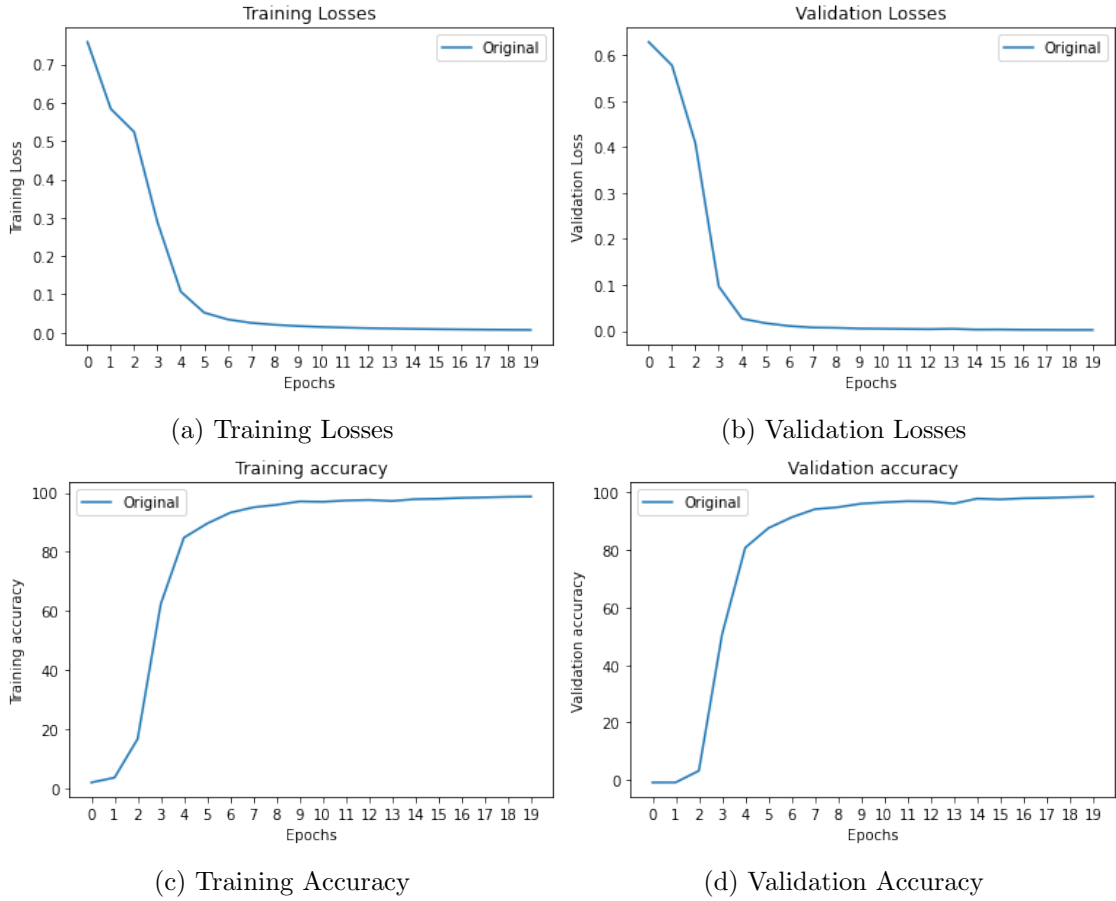 Training Losses
Original
0.7
0.6
0.5
0.4
0.3
0.2
0.1
0.0
Training Loss
0 1 2 3 4 5 6 7 8 9 10 11 12 13 14 15 16 17 18 19
Epochs
(a) Training Losses
Validation Losses
Original
0.6
0.5
0.4
0.3
0.2
0.1
0.0
Validation Loss
0 1 2 3 4 5 6 7 8 9 10 11 12 13 14 15 16 17 18 19
Epochs
(b) Validation Losses
Training accuracy
Original
100
80
60
40
20
0
Training accuracy
0 1 2 3 4 5 6 7 8 9 10 11 12 13 14 15 16 17 18 19
Epochs
(c) Training Accuracy
Validation accuracy
Original
100
80
60
40
20
0
Validation accuracy
0 1 2 3 4 5 6 7 8 9 10 11 12 13 14 15 16 17 18 19
Epochs
(d) Validation Accuracy